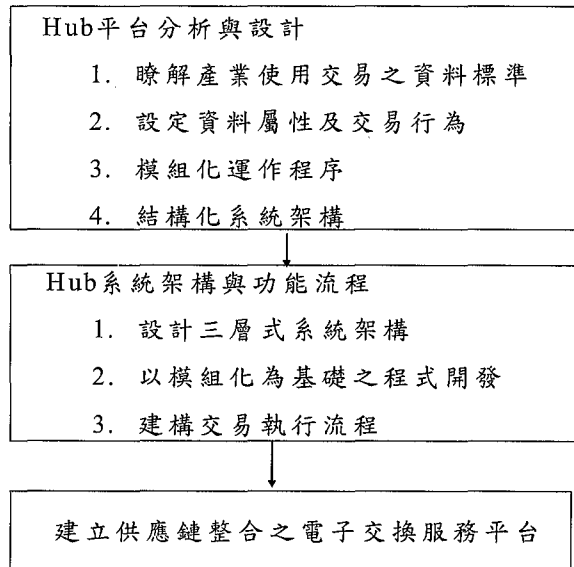 Hub平台分析與設計
1. 瞭解產業使用交易之資料標準
2. 設定資料屬性及交易行為
3. 模組化運作程序
4. 結構化系統架構
Hub系統架構與功能流程
1. 設計三層式系統架構
2. 以模組化為基礎之程式開發
3. 建構交易執行流程
建立供應鏈整合之電子交換服務平台